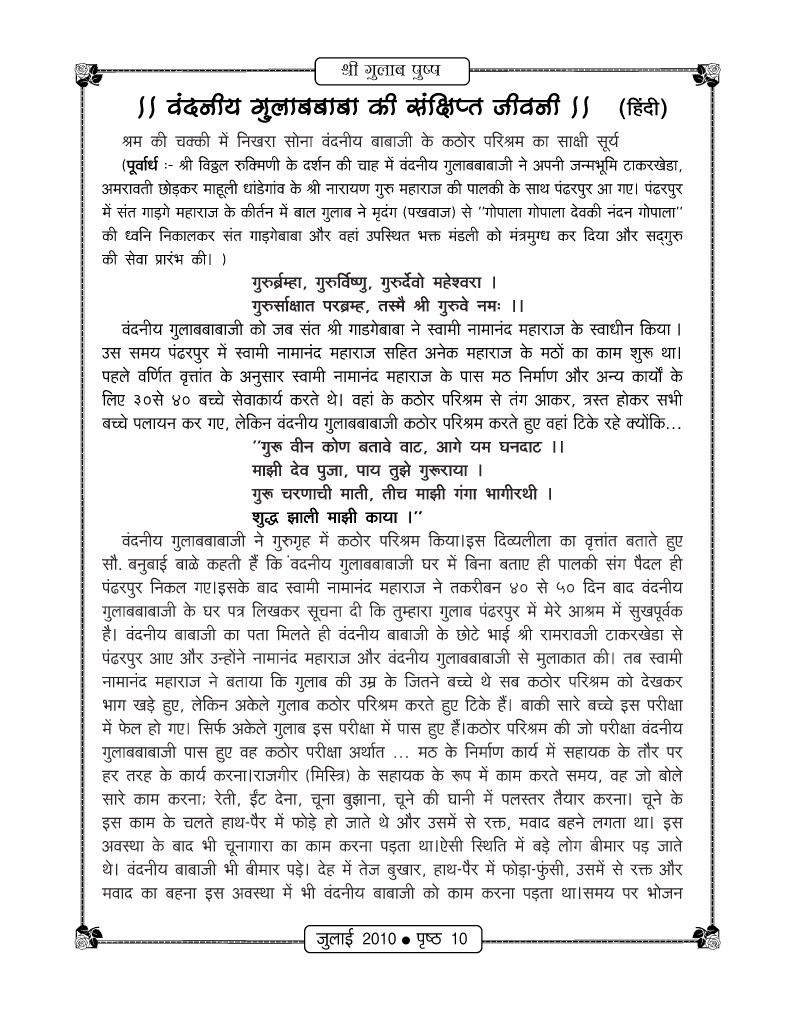 श्री गुलाब पुष्प
।। वंदनीय गुलाबबाबा की संक्षिप्त जीवनी ।। (हिंदी)
श्रम की चक्की में निखरा सोना वंदनीय बाबाजी के कठोर परिश्रम का साक्षी सूर्य
(पूर्वार्ध :- श्री विठ्ठल रुक्मिणी के दर्शन की चाह में वंदनीय गुलाबबाबाजी ने अपनी जन्मभूमि टाकरखेडा,
अमरावती छोड़कर माहूली धांडेगांव के श्री नारायण गुरु महाराज की पालकी के साथ पंढरपुर आ गए। पंढरपुर
में संत गाड़गे महाराज के कीर्तन में बाल गुलाब ने मृदंग (पखवाज) से ''गोपाला गोपाला देवकी नंदन गोपाला''
की ध्वनि निकालकर संत गाड़गेबाबा और वहां उपस्थित भक्त मंडली को मंत्रमुग्ध कर दिया और सद्गुरु
की सेवा प्रारंभ की। )
गुरुर्ब्रम्हा, गुरुर्विष्णु, गुरुर्देवो महेश्वरा ।
गुरुर्साक्षात परब्रम्ह, तस्मै श्री गुरुवे नमः ।।
वंदनीय गुलाबबाबाजी को जब संत श्री गाडगेबाबा ने स्वामी नामानंद महाराज के स्वाधीन किया ।
उस समय पंढरपुर में स्वामी नामानंद महाराज सहित अनेक महाराज के मठों का काम शुरू था।
पहले वर्णित वृत्तांत के अनुसार स्वामी नामानंद महाराज के पास मठ निर्माण और अन्य कार्यों के
लिए ३०से ४० बच्चे सेवाकार्य करते थे। वहां के कठोर परिश्रम से तंग आकर, त्रस्त होकर सभी
बच्चे पलायन कर गए, लेकिन वंदनीय गुलाबबाबाजी कठोर परिश्रम करते हुए वहां टिके रहे क्योंकि...
''गुरू वीन कोण बतावे वाट, आगे यम घनदाट ।।
माझी देव पुजा, पाय तुझे गुरूराया ।
गुरू चरणाची माती, तीच माझी गंगा भागीरथी ।
शुद्ध झाली माझी काया ।''
वंदनीय गुलाबबाबाजी ने गुरुगृह में कठोर परिश्रम किया।इस दिव्यलीला का वृत्तांत बताते हुए
सौ. बनुबाई बाळे कहती हैं कि वंदनीय गुलाबबाबाजी घर में बिना बताए ही पालकी संग पैदल ही
पंढरपुर निकल गए।इसके बाद स्वामी नामानंद महाराज ने तकरीबन ४० से ५० दिन बाद वंदनीय
गुलाबबाबाजी के घर पत्र लिखकर सूचना दी कि तुम्हारा गुलाब पंढरपुर में मेरे आश्रम में सुखपूर्वक
है। वंदनीय बाबाजी का पता मिलते ही वंदनीय बाबाजी के छोटे भाई श्री रामरावजी टाकरखेडा से
पंढरपुर आए और उन्होंने नामानंद महाराज और वंदनीय गुलाबबाबाजी से मुलाकात की। तब स्वामी
नामानंद महाराज ने बताया कि गुलाब की उम्र के जितने बच्चे थे सब कठोर परिश्रम को देखकर
भाग खड़े हुए, लेकिन अकेले गुलाब कठोर परिश्रम करते हुए टिके हैं। बाकी सारे बच्चे इस परीक्षा
में फेल हो गए। सिर्फ अकेले गुलाब इस परीक्षा में पास हुए हैं।कठोर परिश्रम की जो परीक्षा वंदनीय
गुलाबबाबाजी पास हुए वह कठोर परीक्षा अर्थात ... मठ के निर्माण कार्य में सहायक के तौर पर
हर तरह के कार्य करना।राजगीर (मिस्त्रि) के सहायक के रूप में काम करते समय, वह जो बोले
सारे काम करना; रेती, ईंट देना, चूना बुझाना, चूने की घानी में पलस्तर तैयार करना। चूने के
इस काम के चलते हाथ-पैर में फोड़े हो जाते थे और उसमें से रक्त, मवाद बहने लगता था। इस
अवस्था के बाद भी चूनागारा का काम करना पड़ता था।ऐसी स्थिति में बड़े लोग बीमार पड़ जाते
थे। वंदनीय बाबाजी भी बीमार पड़े। देह में तेज बुखार, हाथ-पैर में फोड़ा-फुंसी, उसमें से रक्त और
मवाद का बहना इस अवस्था में भी वंदनीय बाबाजी को काम करना पड़ता था।समय पर भोजन
जुलाई 2010 ● पृष्ठ 10